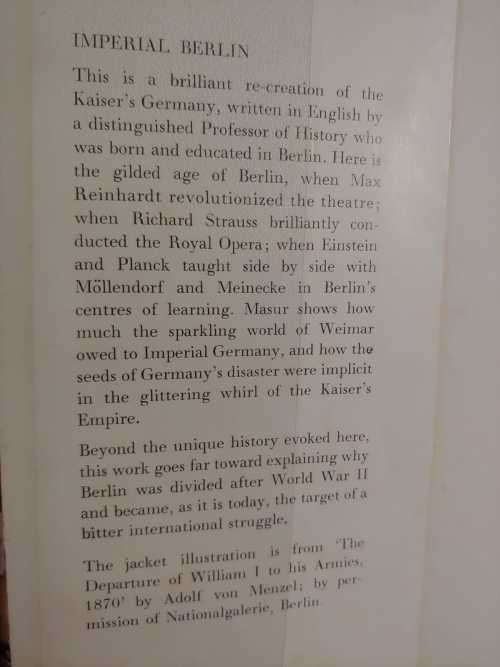 IMPERIAL BERLIN
This is a brilliant re-creation of the
Kaiser's Germany, written in English by
a distinguished Professor of History who
was born and educated in Berlin. Here is
the gilded age of Berlin, when Max
Reinhardt revolutionized the theatre;
when Richard Strauss brilliantly con-
ducted the Royal Opera; when Einstein
and Planck taught side by side with
Möllendorf and Meinecke in Berlin's
centres of learning. Masur shows how
much the sparkling world of Weimar
owed to Imperial Germany, and how the
seeds of Germany's disaster were implicit
in the glittering whirl of the Kaiser's
Empire.
Beyond the unique history evoked here,
this work goes far toward explaining why
Berlin was divided after World War II
and became, as it is today, the target of a
bitter international struggle.
The jacket illustration is from 'The
Departure of William I to his Armies,
1870' by Adolf von Menzel; by per-
mission of Nationalgalerie, Berlin.